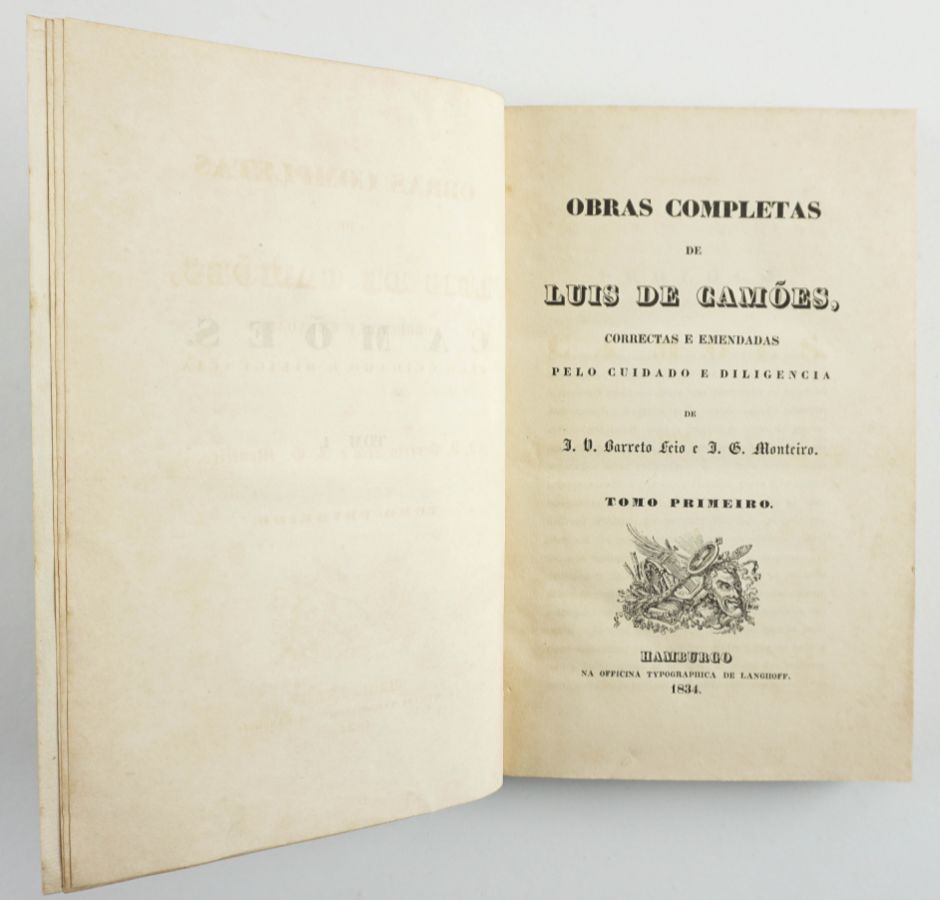 OBRAS COMPLETAS
DE
LUIS DE CAMÕES,
CORRECTAS E EMENDADAS
PELO CUIDADO E DILIGENCIA
DE
J. V. Barreto Feio e J. G. Monteiro.
TOMO PRIMEIRO.
HAMBURGO
NA OFFICINA TYPOGRAPHICA DE LANGHOFF.
1834.